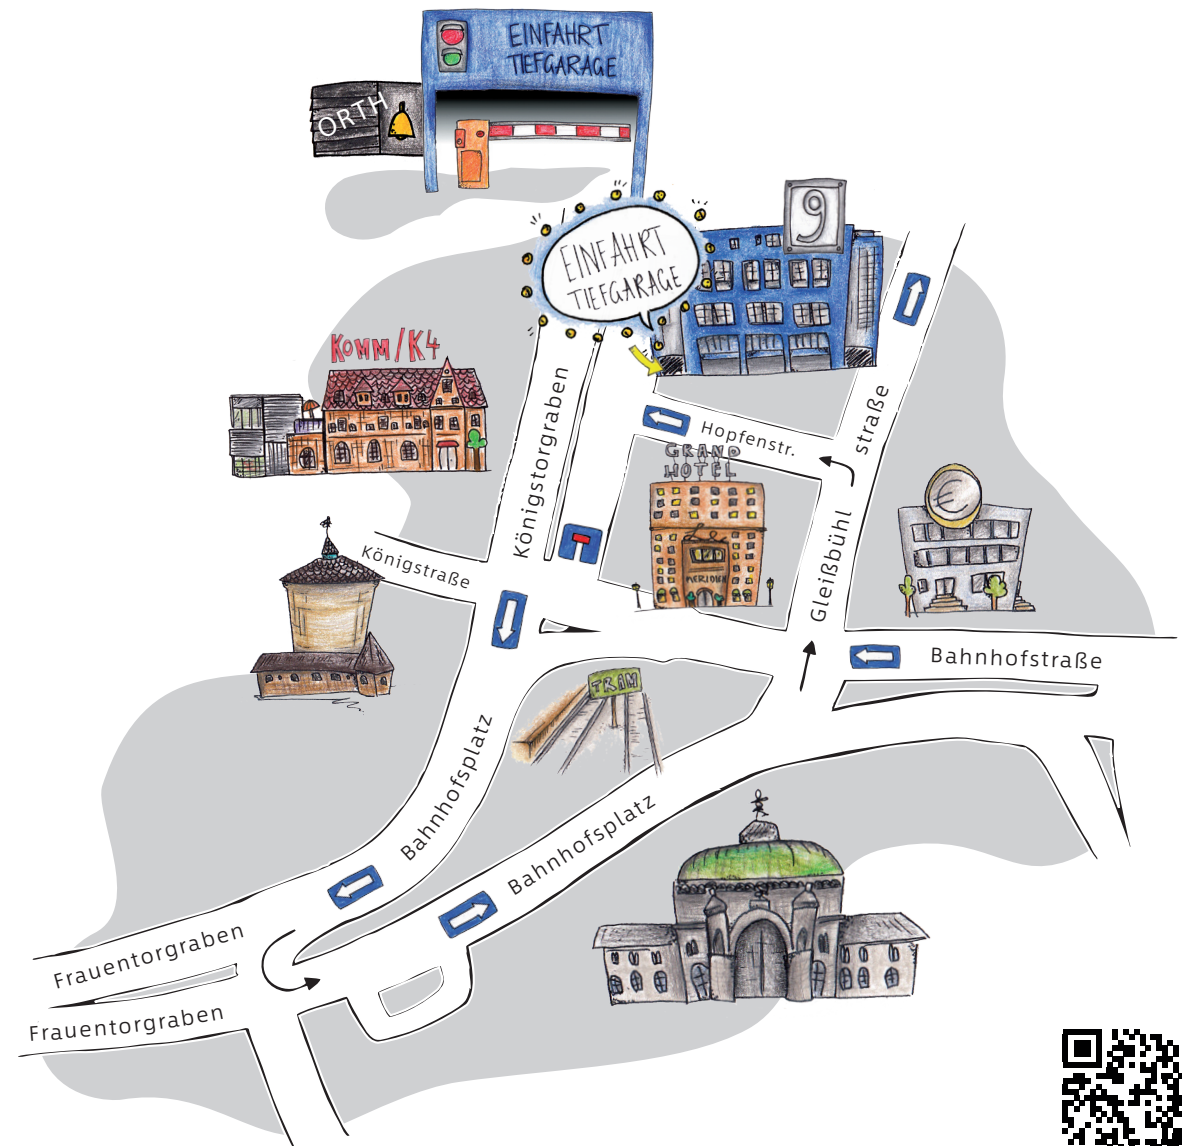 EINFAHRT
TIEFGARAGE
ORTH
9
EINFAHRT
TIEFGARAGE
KOMM/K4
Königstorgraben
Hopfenstr.
straße
GRAND
HOTEL
€
Königstraße
Le
MERIDIEN
Gleißbühl
Bahnhofstraße
TRAM
Bahnhofsplatz
Bahnhofsplatz
Frauentorgraben
Frauentorgraben